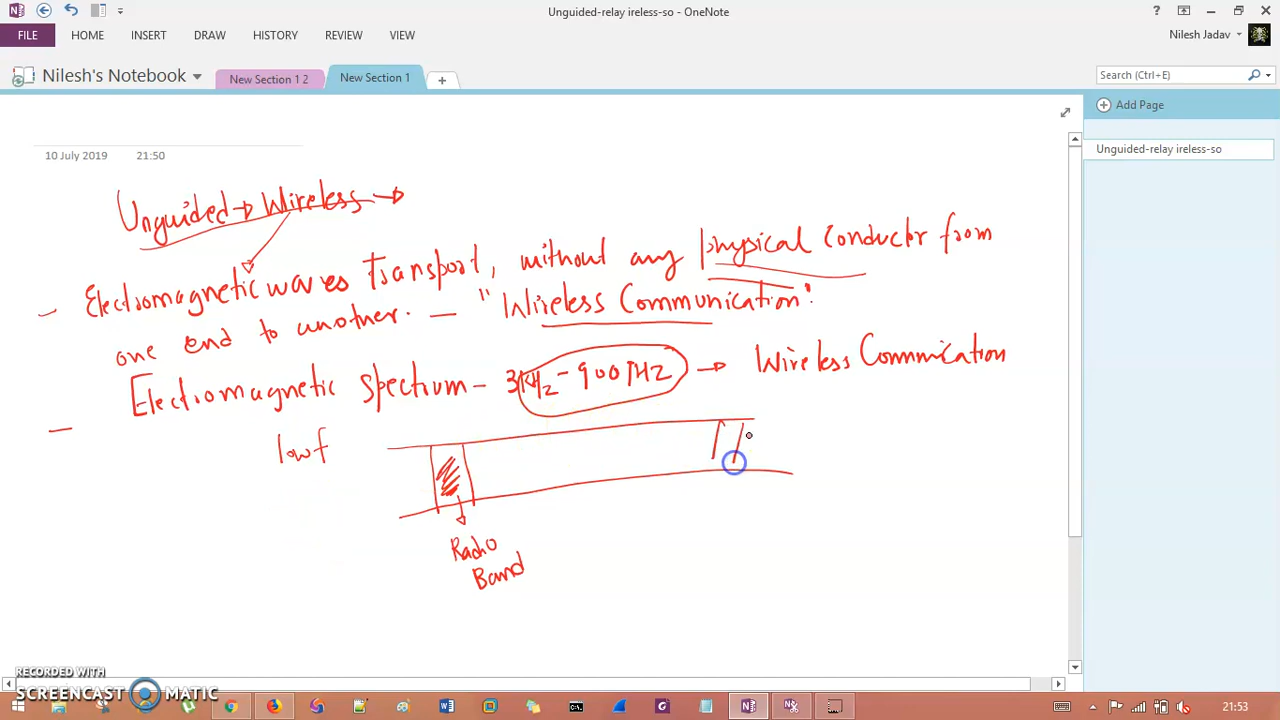 Unguided-relay ireless-so - OneNote
FILE HOME INSERT DRAW HISTORY REVIEW VIEW
Nilesh Jadav
Nilesh's Notebook
New Section 1 2
New Section 1
Search (Ctrl+E)
Add Page
Unguided-relay ireless-so
10 July 2019 21:50
Unguided → Wireless →
- Electromagnetic waves transport, without any physical Conductor from
one end to another. — "Wireless Communication".
- Electromagnetic Spectrum - 3KHz - 900THz → Wireless Commnication
low f
Radio
Band
RECORDED WITH
SCREENCAST MATIC
21:53